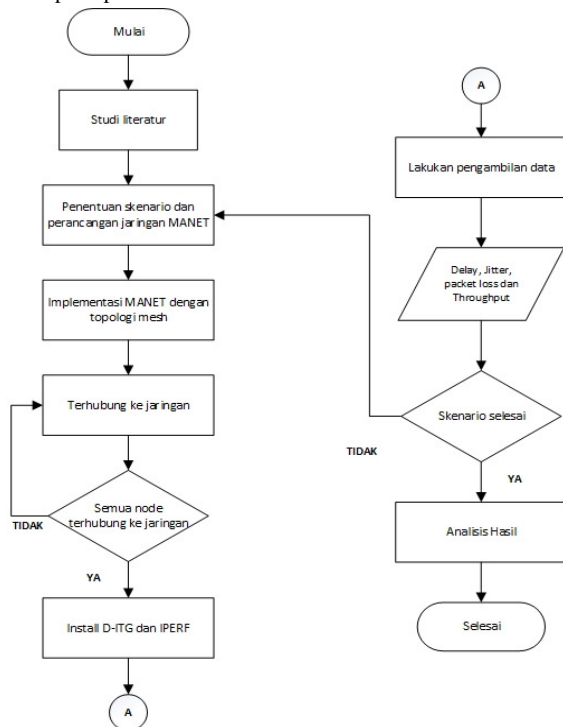 Mulai
Studi literatur
Penentuan skenario dan
perancangan jaringan MANET
Implementasi MANET dengan
topologi mesh
Terhubung ke jaringan
Semua node
terhubung ke jaringan
TIDAK
YA
Install D-ITG dan IPERF
A
A
Lakukan pengambilan data
Delay, Jitter,
packet loss dan
Throughput
Skenario selesai
TIDAK
YA
Analisis Hasil
Selesai